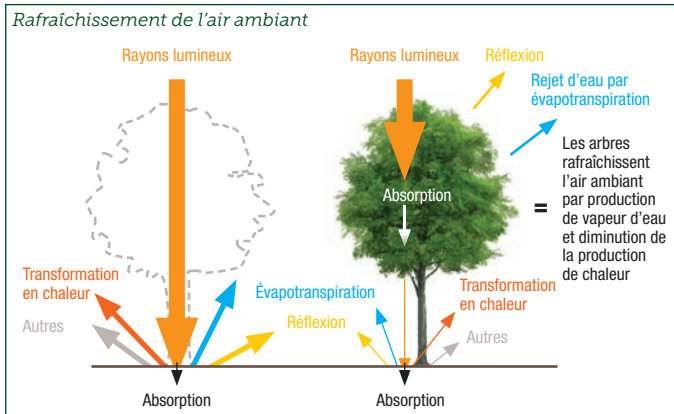 Rafraîchissement de l'air ambiant
Rayons lumineux
Rayons lumineux
Réflexion
Rejet d'eau par
évapotranspiration
Absorption
=
Les arbres
rafraîchissent
l'air ambiant
par production
de vapeur d'eau
et diminution de
la production
de chaleur
Transformation
en chaleur
Autres
Évapotranspiration
Réflexion
Transformation
en chaleur
Autres
Absorption
Absorption